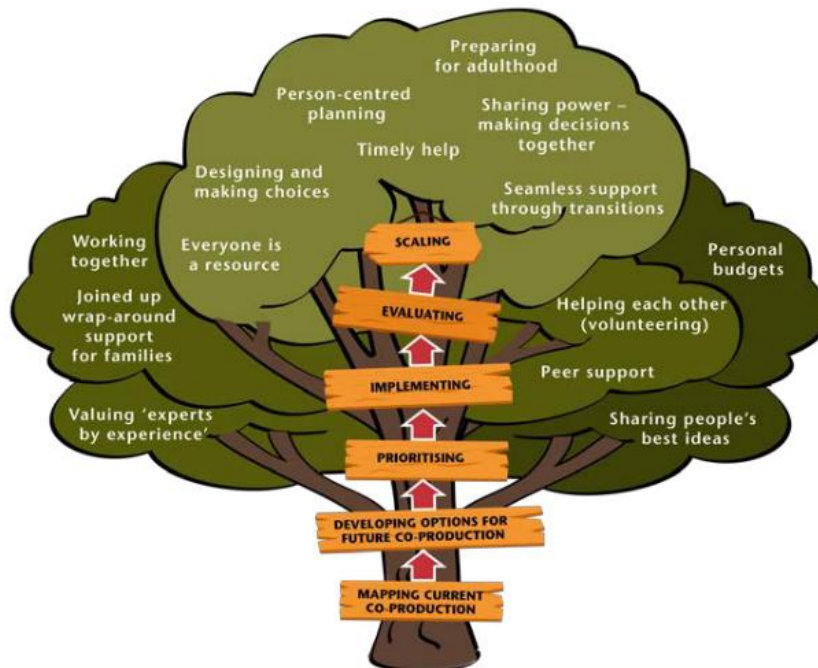 Preparing
for adulthood
Person-centred
planning
Sharing power –
making decisions
together
Timely help
Designing and
making choices
Seamless support
through transitions
Working
together
Everyone is
a resource
SCALING
Personal
budgets
Joined up
wrap-around
support
for families
EVALUATING
Helping each other
(volunteering)
IMPLEMENTING
Peer support
Valuing ‘experts
by experience’
Sharing people’s
best ideas
PRIORITISING
DEVELOPING OPTIONS FOR
FUTURE CO-PRODUCTION
MAPPING CURRENT
CO-PRODUCTION